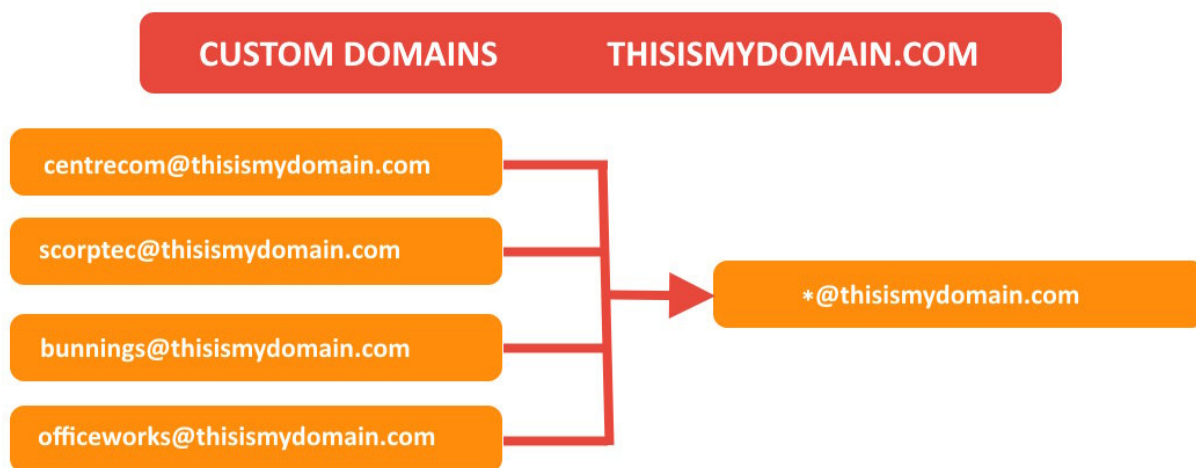 CUSTOM DOMAINS THISISMYDOMAIN.COM
centrecom@thisismydomain.com
scorptec@thisismydomain.com
*@thisismydomain.com
bunnings@thisismydomain.com
officeworks@thisismydomain.com